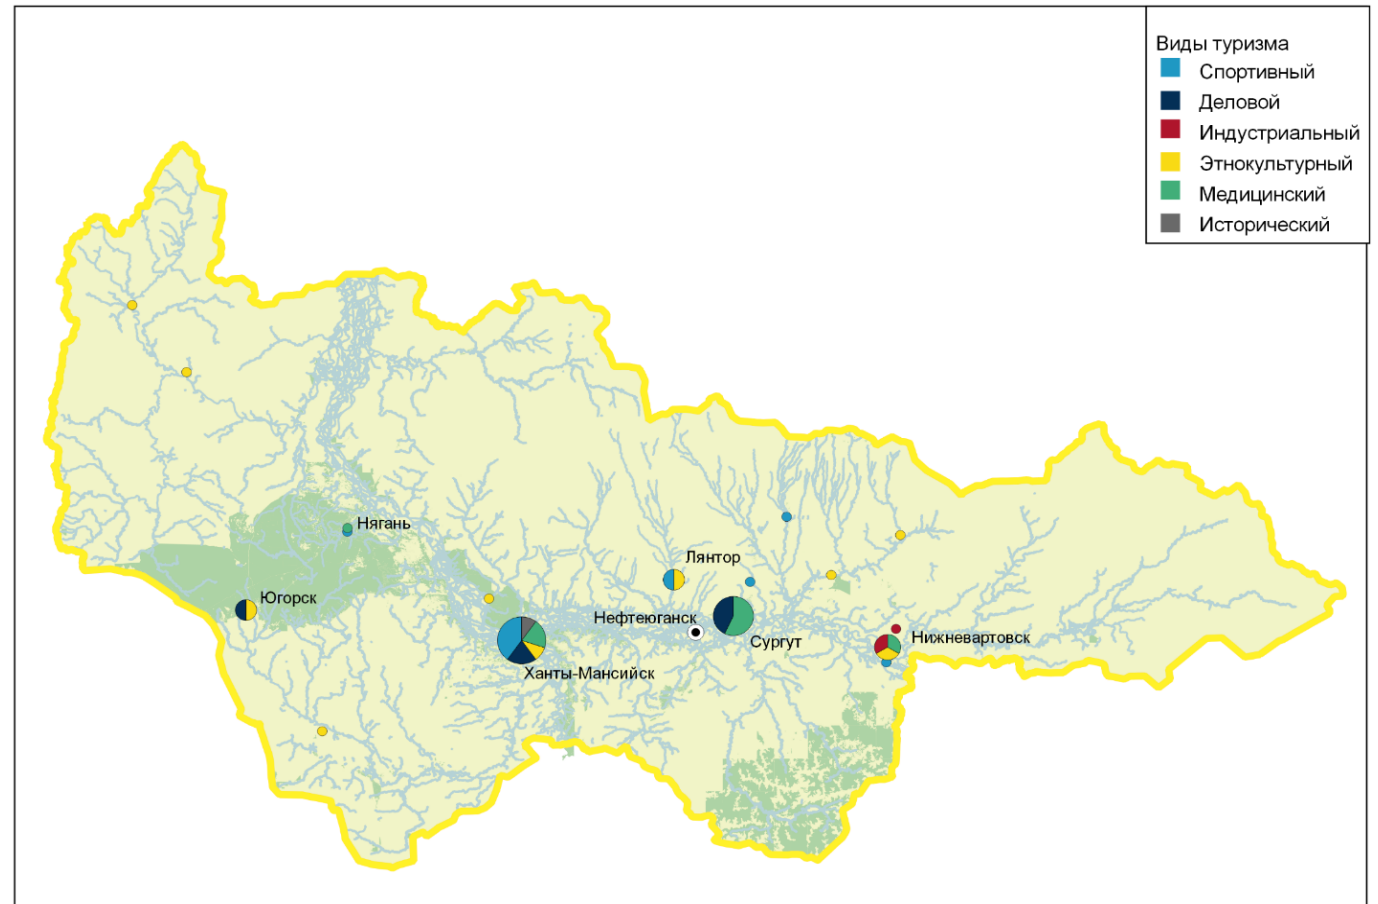 Виды туризма
Спортивный
Деловой
Индустриальный
Этнокультурный
Медицинский
Исторический
Нягань
Лянтор
Югорск
Нефтеюганск
Сургут
Нижневартовск
Ханты-Мансийск